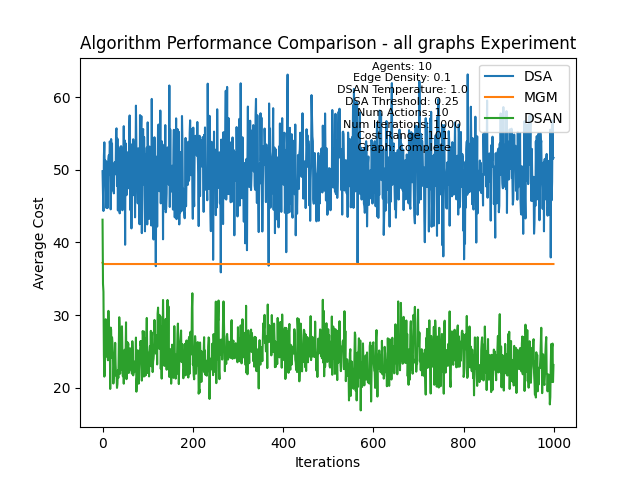 Algorithm Performance Comparison - all graphs Experiment
Agents: 10
Edge Density: 0.1
DSAN Temperature: 1.0
DSA Threshold: 0.25
Num Actions: 10
Num Iterations: 1000
Cost Range: 101
Graph: complete
DSA
MGM
DSAN
Average Cost
60
50
40
30
20
0
200
400
600
800
1000
Iterations